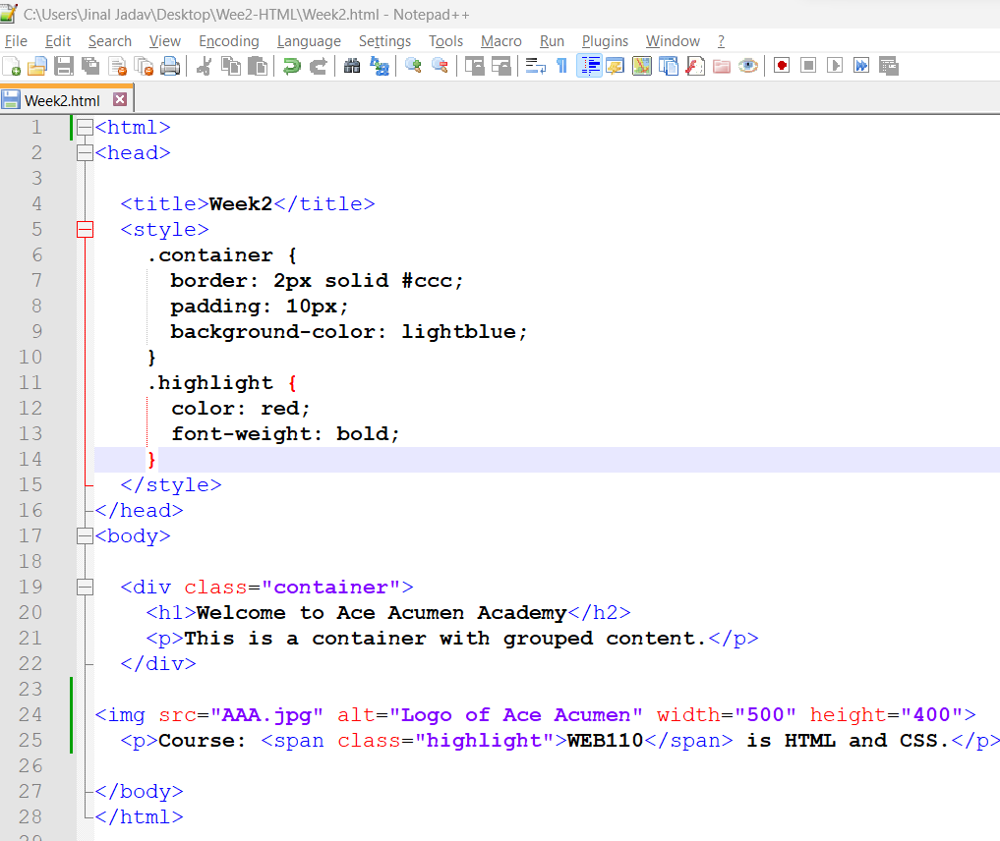 C:\Users\Jinal Jadav\Desktop\Wee2-HTML\Week2.html - Notepad++
File Edit Search View Encoding Language Settings Tools Macro Run Plugins Window ?
Week2.html
1 <html>
2 <head>
3
4 <title>Week2</title>
5 <style>
6 .container {
7 border: 2px solid #ccc;
8 padding: 10px;
9 background-color: lightblue;
10 }
11 .highlight {
12 color: red;
13 font-weight: bold;
14 }
15 </style>
16 </head>
17 <body>
18
19 <div class="container">
20 <h1>Welcome to Ace Acumen Academy</h2>
21 <p>This is a container with grouped content.</p>
22 </div>
23
24 <img src="AAA.jpg" alt="Logo of Ace Acumen" width="500" height="400">
25 <p>Course: <span class="highlight">WEB110</span> is HTML and CSS.</p>
26
27 </body>
28 </html>